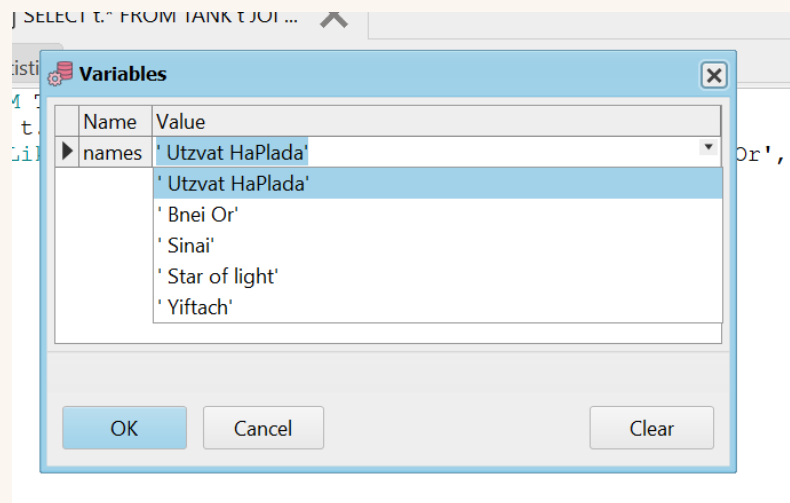 ] SELECT t.* FROM TANK t JOI ...
Variables
Name Value
names ' Utzvat HaPlada'
' Utzvat HaPlada'
' Bnei Or'
' Sinai'
' Star of light'
' Yiftach'
Or',
OK Cancel Clear